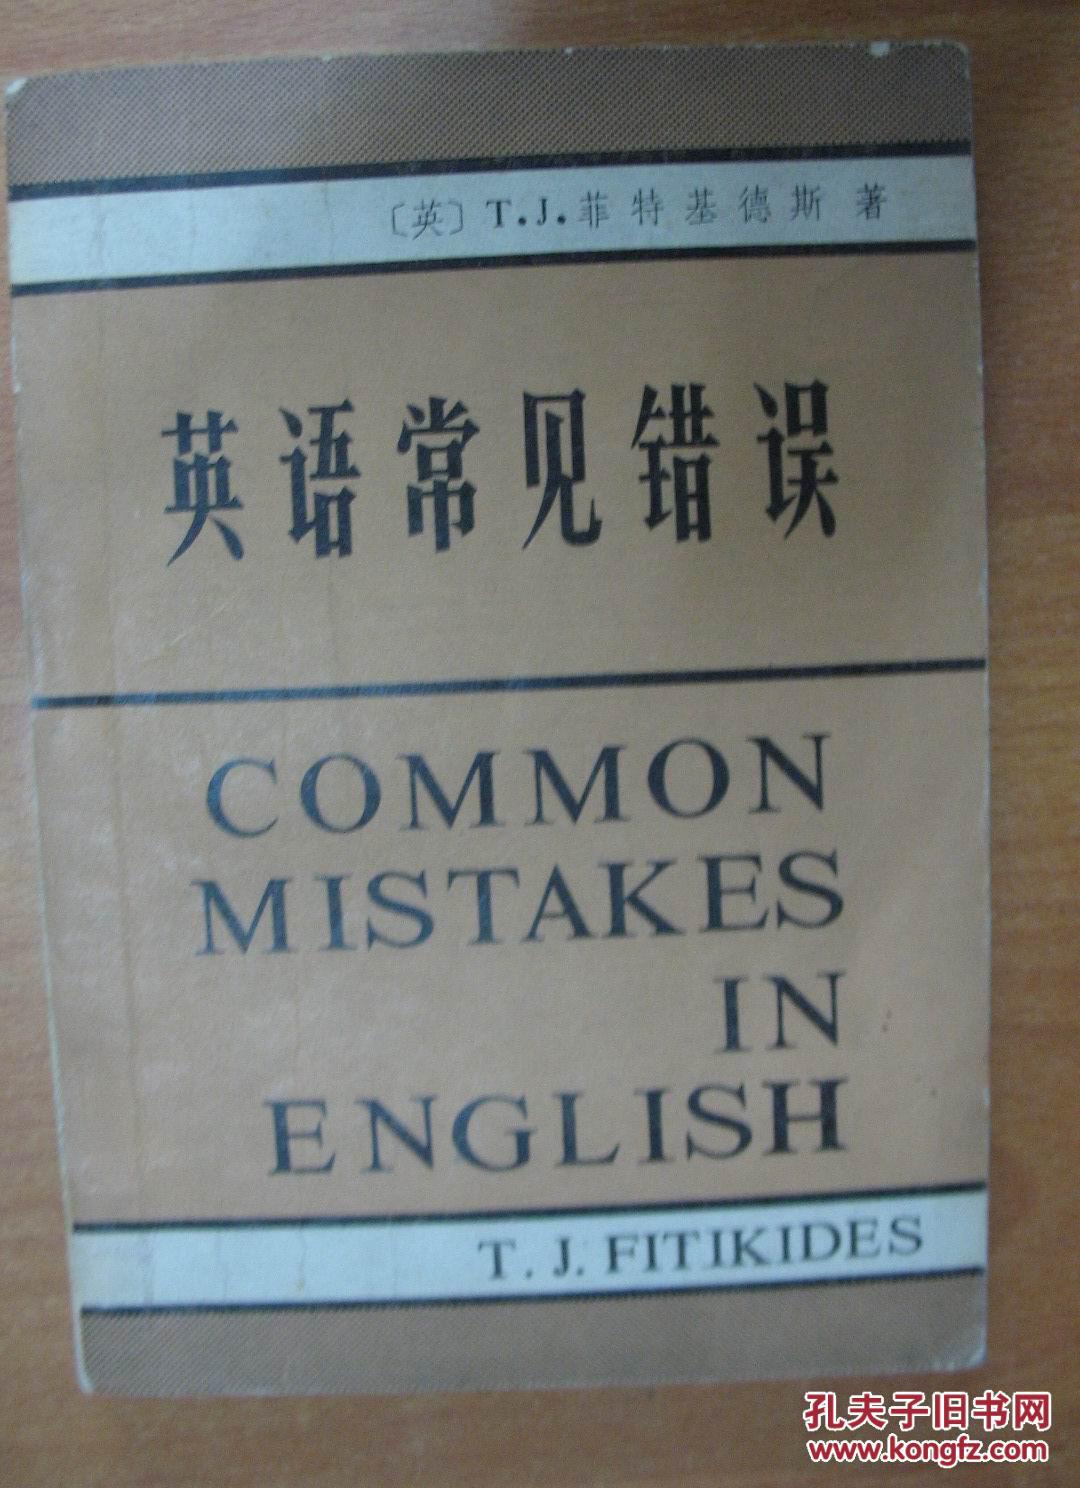 〔英〕T.J.菲特基德斯 著
英语常见错误
COMMON
MISTAKES
IN
ENGLISH
T. J. FITIKIDES
孔夫子旧书网
www.kongfz.com